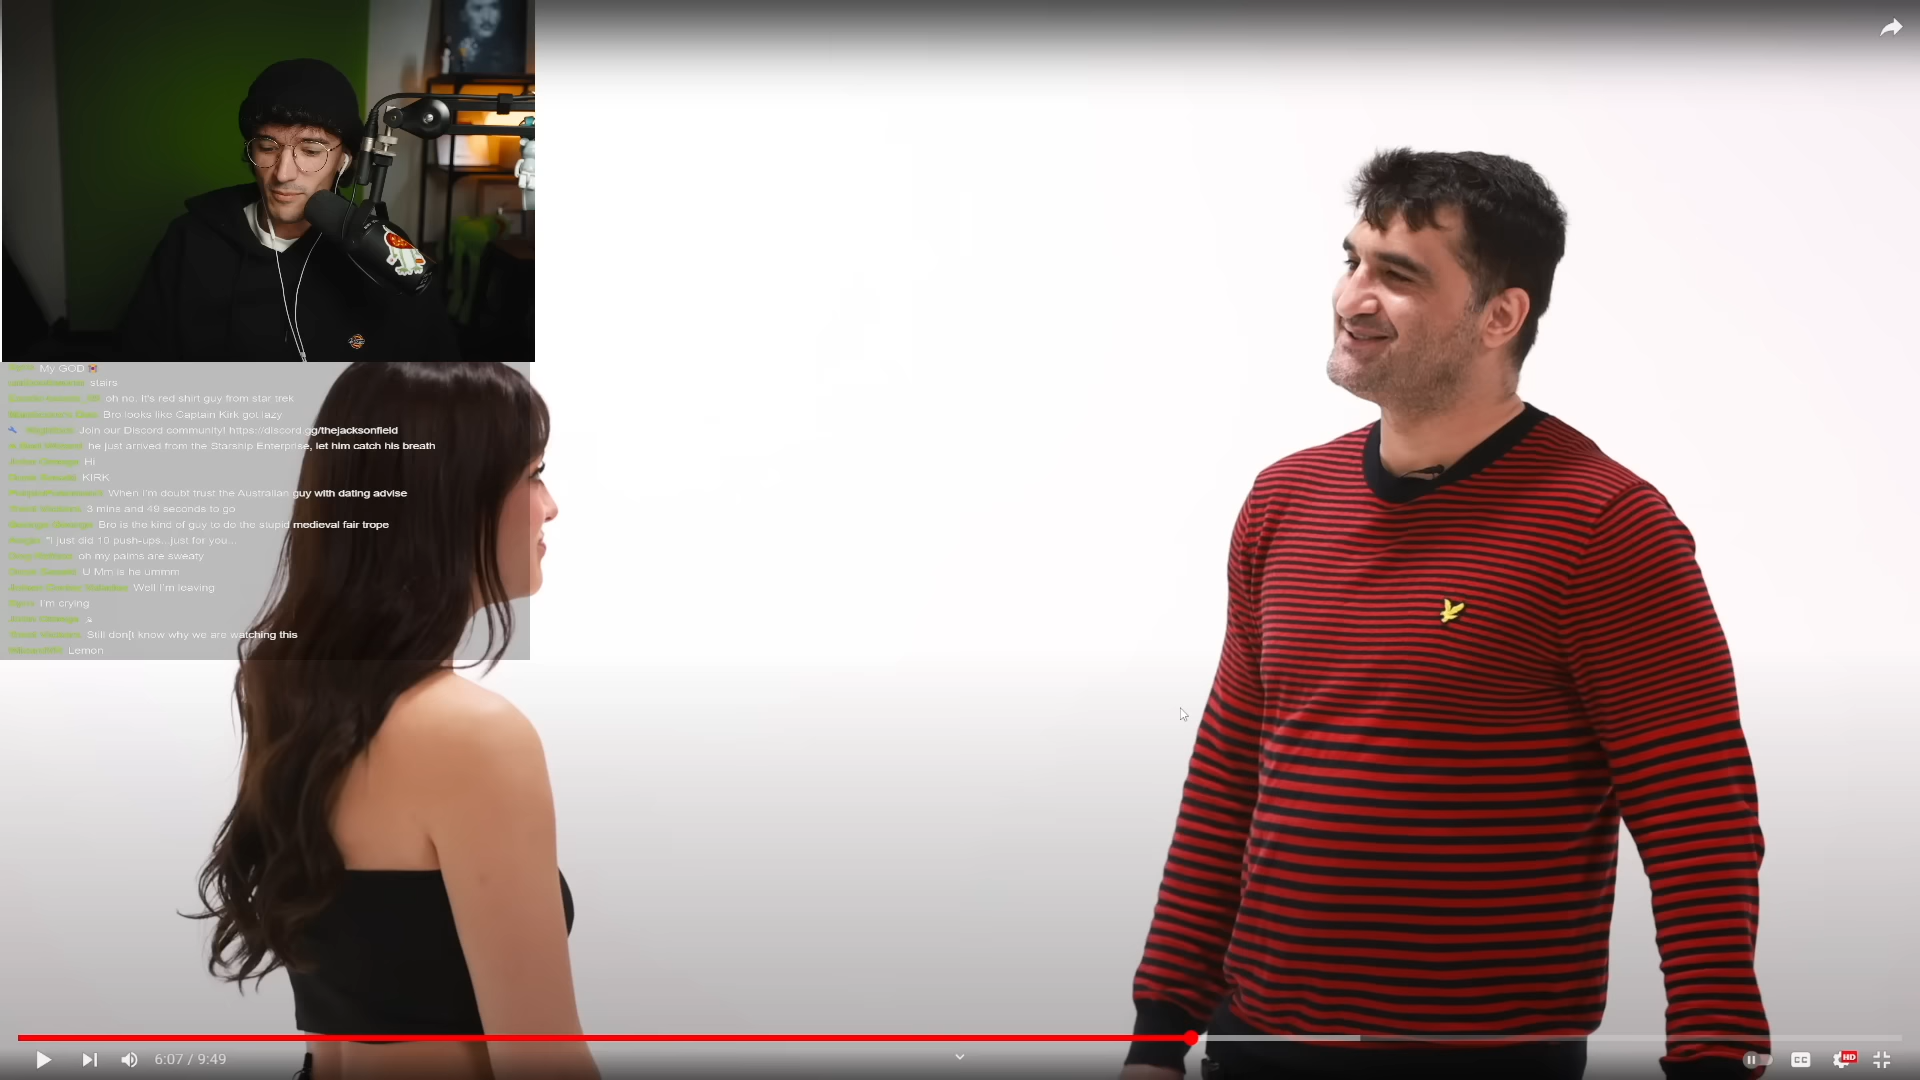 My GOD
stairs
oh no. It's red shirt guy from star trek
Bro looks like Captain Kirk got lazy
Join our Discord community! https://discord.gg/thejacksonfield
he just arrived from the Starship Enterprise, let him catch his breath
Hi
KIRK
When I'm doubt trust the Australian guy with dating advise
3 mins and 49 seconds to go
Bro is the kind of guy to do the stupid medieval fair trope
"I just did 10 push-ups.. just for you...
oh my palms are sweaty
U Mm is he ummm
Well I'm leaving
I'm crying
Still don[t know why we are watching this
Lemon
6:07 / 9:49
CC
HD